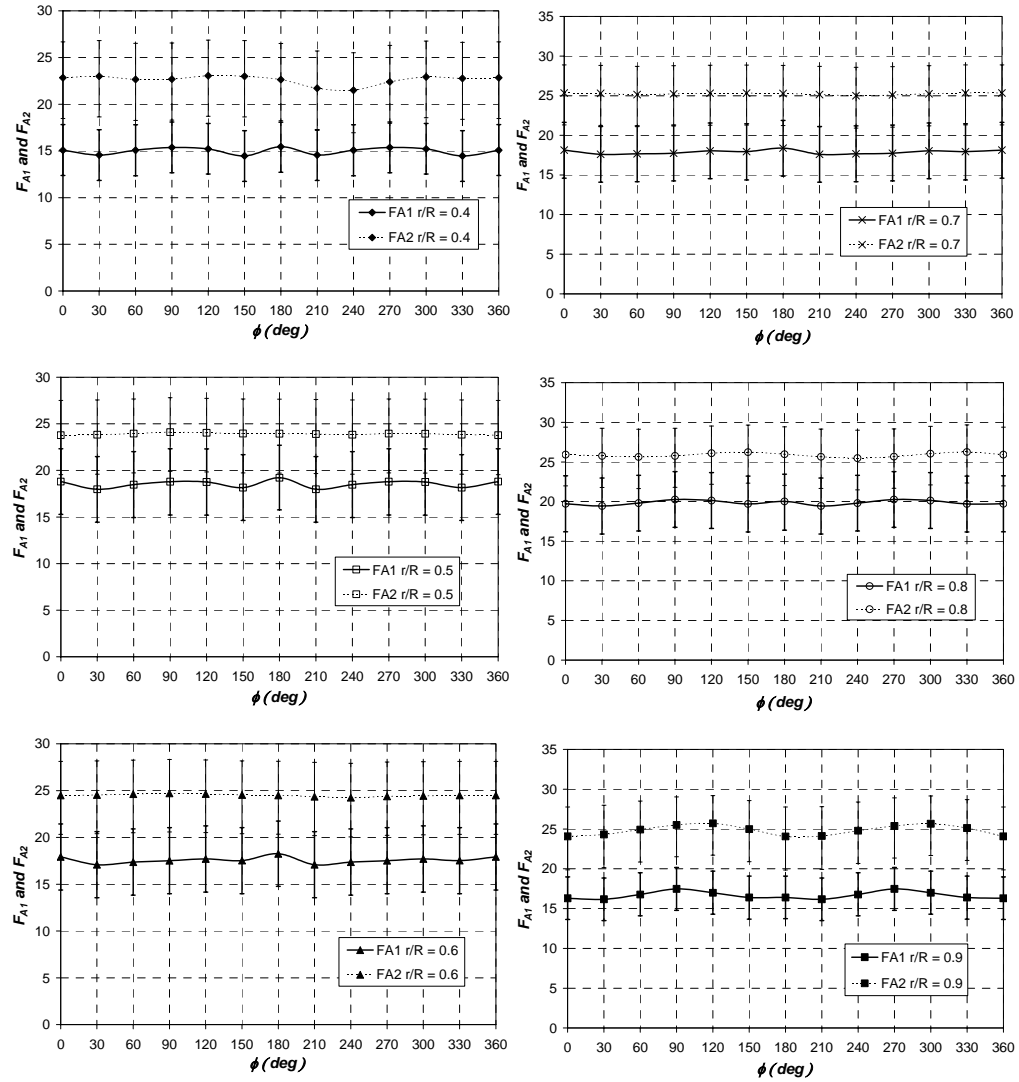 30
25
20
15
10
5
0
F_A1 and F_A2
0 30 60 90 120 150 180 210 240 270 300 330 360
ϕ (deg)
FA1 r/R = 0.4
FA2 r/R = 0.4
35
30
25
20
15
10
5
0
F_A1 and F_A2
0 30 60 90 120 150 180 210 240 270 300 330 360
ϕ (deg)
FA1 r/R = 0.7
FA2 r/R = 0.7
30
25
20
15
10
5
0
F_A1 and F_A2
0 30 60 90 120 150 180 210 240 270 300 330 360
ϕ (deg)
FA1 r/R = 0.5
FA2 r/R = 0.5
35
30
25
20
15
10
5
0
F_A1 and F_A2
0 30 60 90 120 150 180 210 240 270 300 330 360
ϕ (deg)
FA1 r/R = 0.8
FA2 r/R = 0.8
30
25
20
15
10
5
0
F_A1 and F_A2
0 30 60 90 120 150 180 210 240 270 300 330 360
ϕ (deg)
FA1 r/R = 0.6
FA2 r/R = 0.6
35
30
25
20
15
10
5
0
F_A1 and F_A2
0 30 60 90 120 150 180 210 240 270 300 330 360
ϕ (deg)
FA1 r/R = 0.9
FA2 r/R = 0.9